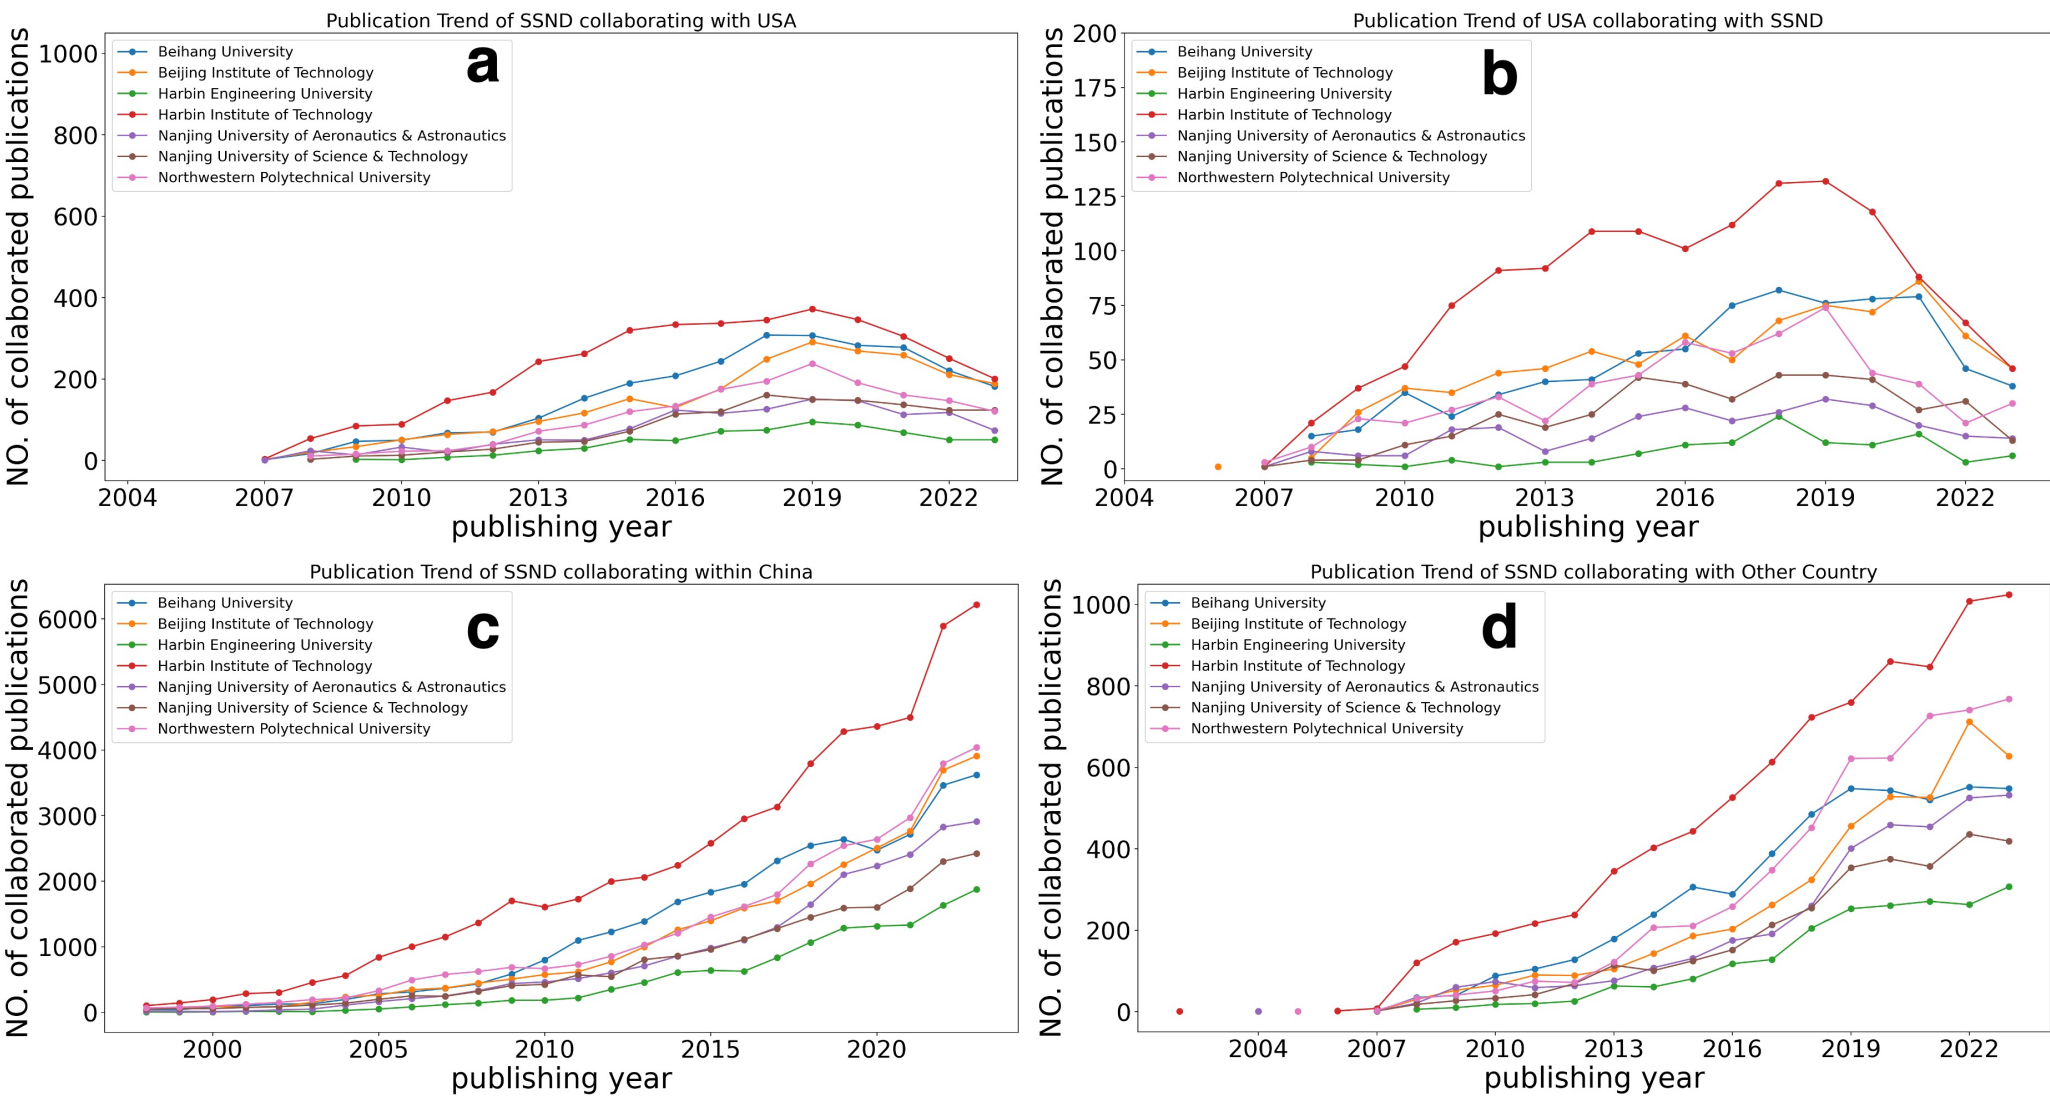 Publication Trend of SSND collaborating with USA
NO. of collaborated publications
1000
800
600
400
200
0
Beihang University
Beijing Institute of Technology
Harbin Engineering University
Harbin Institute of Technology
Nanjing University of Aeronautics & Astronautics
Nanjing University of Science & Technology
Northwestern Polytechnical University
a
2004 2007 2010 2013 2016 2019 2022
publishing year
Publication Trend of USA collaborating with SSND
NO. of collaborated publications
200
175
150
125
100
75
50
25
0
Beihang University
Beijing Institute of Technology
Harbin Engineering University
Harbin Institute of Technology
Nanjing University of Aeronautics & Astronautics
Nanjing University of Science & Technology
Northwestern Polytechnical University
b
2004 2007 2010 2013 2016 2019 2022
publishing year
Publication Trend of SSND collaborating within China
NO. of collaborated publications
6000
5000
4000
3000
2000
1000
0
Beihang University
Beijing Institute of Technology
Harbin Engineering University
Harbin Institute of Technology
Nanjing University of Aeronautics & Astronautics
Nanjing University of Science & Technology
Northwestern Polytechnical University
c
2000 2005 2010 2015 2020
publishing year
Publication Trend of SSND collaborating with Other Country
NO. of collaborated publications
1000
800
600
400
200
0
Beihang University
Beijing Institute of Technology
Harbin Engineering University
Harbin Institute of Technology
Nanjing University of Aeronautics & Astronautics
Nanjing University of Science & Technology
Northwestern Polytechnical University
d
2004 2007 2010 2013 2016 2019 2022
publishing year